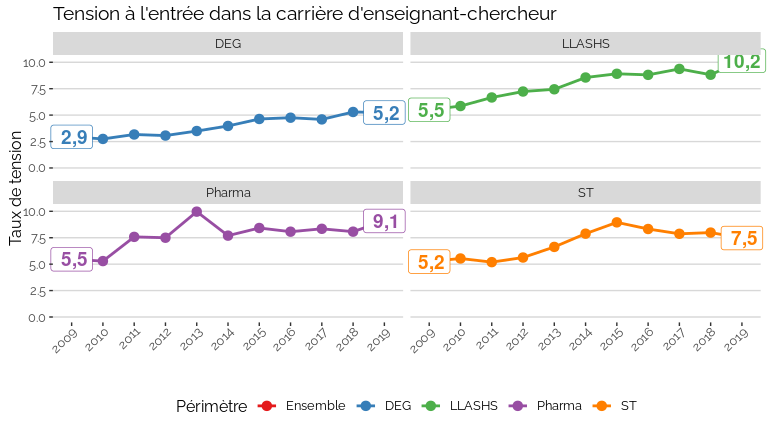 Tension à l'entrée dans la carrière d'enseignant-chercheur
DEG
LLASHS
Taux de tension
10.0
7.5
5.0
2.5
0.0
2,9
5,2
5,5
10,2
Pharma
ST
10.0
7.5
5.0
2.5
0.0
5,5
9,1
5,2
7,5
2009 2010 2011 2012 2013 2014 2015 2016 2017 2018 2019
2009 2010 2011 2012 2013 2014 2015 2016 2017 2018 2019
Périmètre Ensemble DEG LLASHS Pharma ST